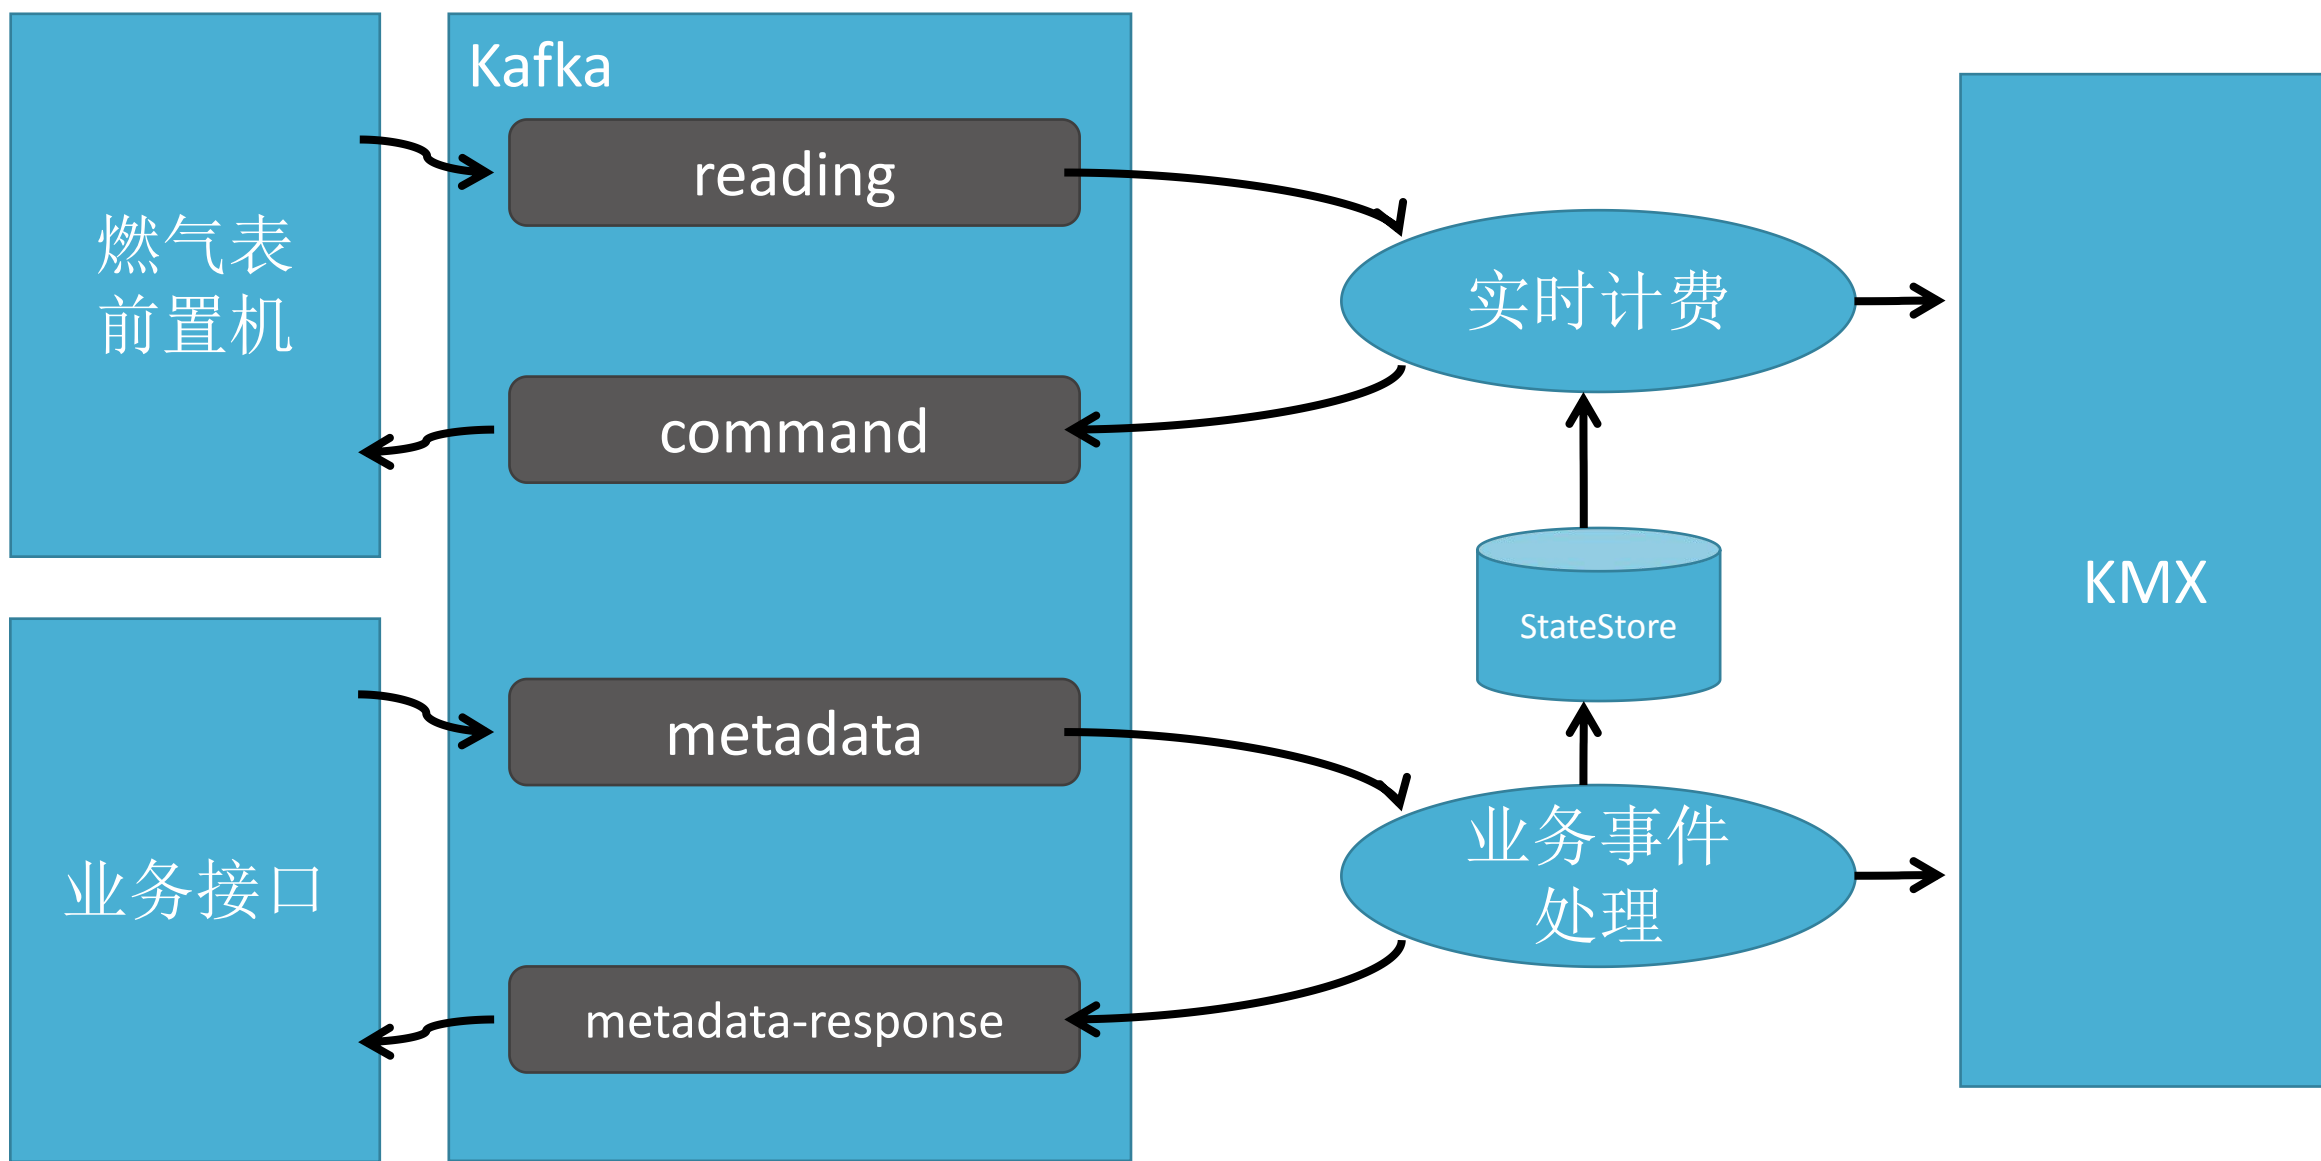 Kafka
reading
燃气表
前置机
实时计费
command
KMX
StateStore
metadata
业务接口
业务事件
处理
metadata-response